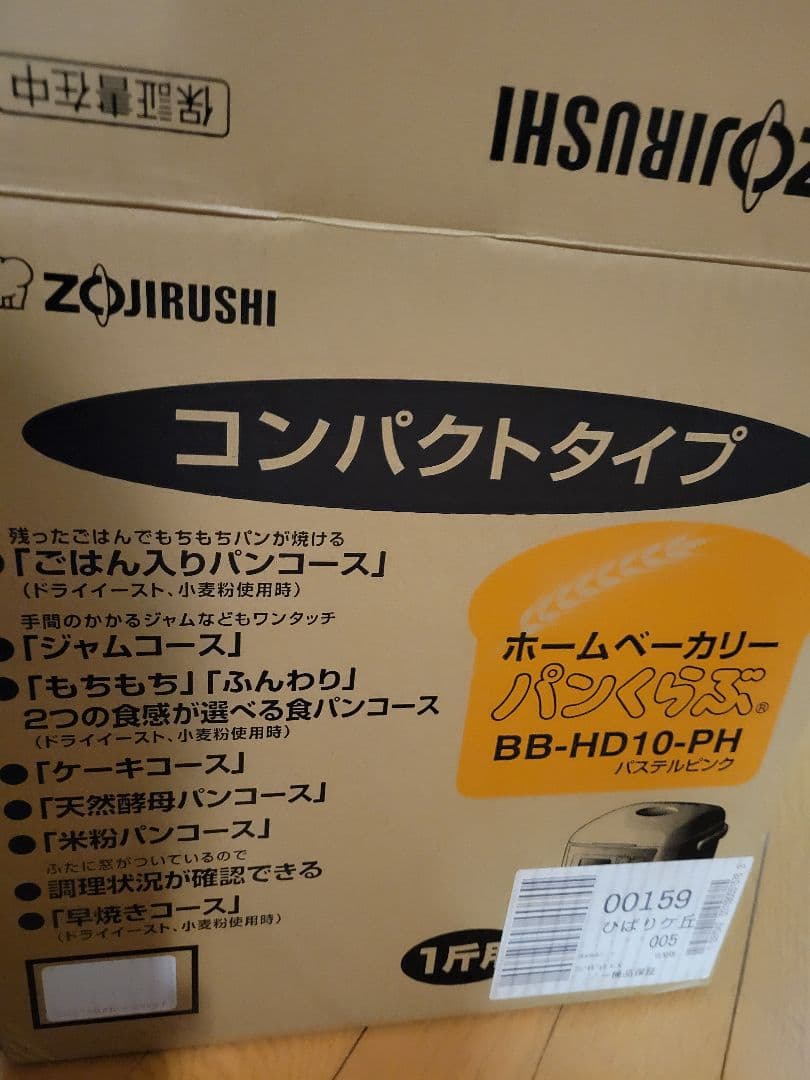 保証書在中
ZOJIRUSHI
ZOJIRUSHI
コンパクトタイプ
残ったごはんでもちもちパンが焼ける
「ごはん入りパンコース」
(ドライイースト、小麦粉使用時)
手間のかかるジャムなどもワンタッチ
●「ジャムコース」
●「もちもち」「ふんわり」
2つの食感が選べる食パンコース
(ドライイースト、小麦粉使用時)
●「ケーキコース」
●「天然酵母パンコース」
●「米粉パンコース」
ふたに窓がついているので
●調理状況が確認できる
●「早焼きコース」
(ドライイースト、小麦粉使用時)
ホームベーカリー
パンくらぶ®
BB-HD10-PH
パステルピンク
1斤用
00159
ひばりケ丘
005